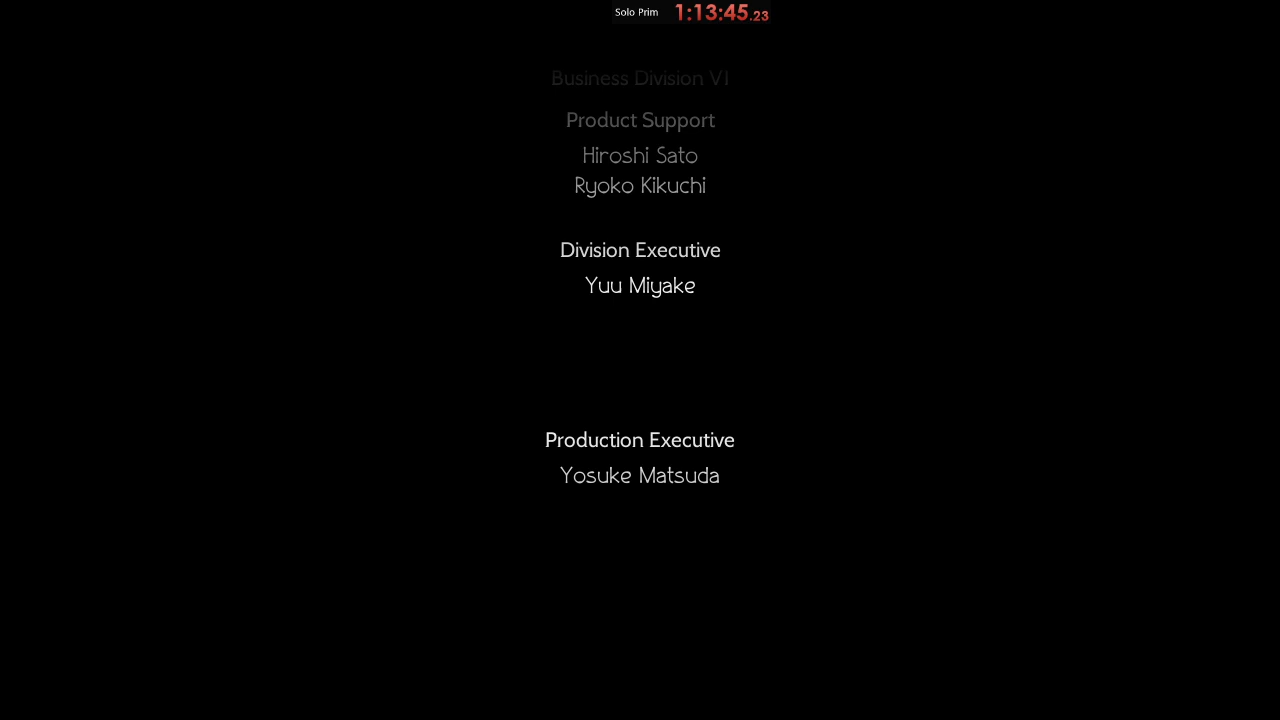 Solo Prim 1:13:45.23
Business Division VI
Product Support
Hiroshi Sato
Ryoko Kikuchi
Division Executive
Yuu Miyake
Production Executive
Yosuke Matsuda